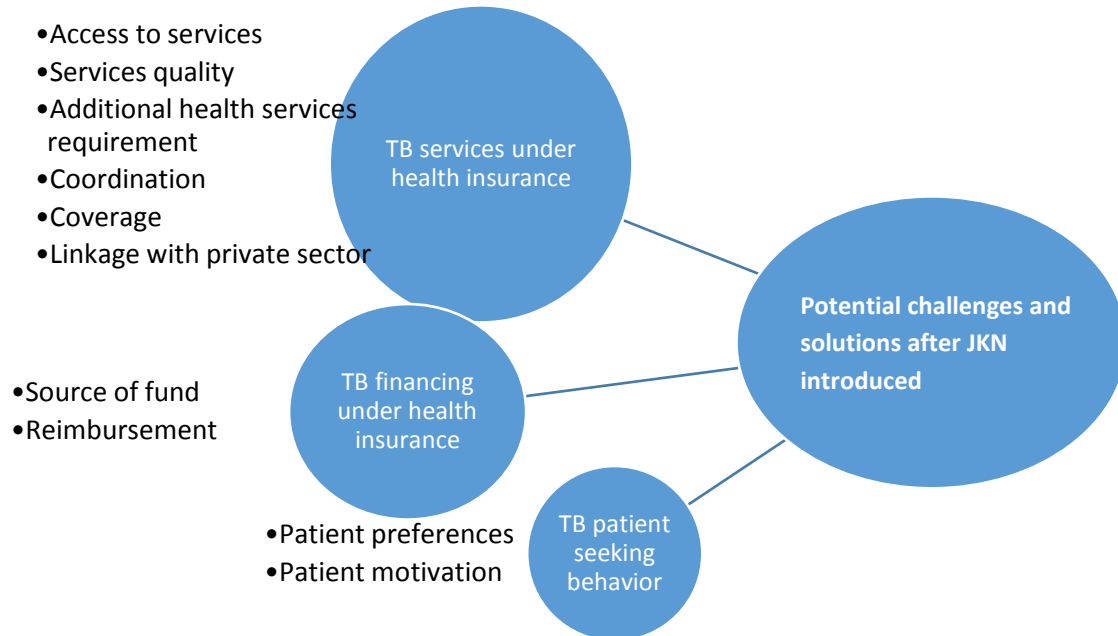 •Access to services
•Services quality
•Additional health services
requirement
•Coordination
•Coverage
•Linkage with private sector
TB services under
health insurance
Potential challenges and
solutions after JKN
introduced
•Source of fund
•Reimbursement
TB financing
under health
insurance
•Patient preferences
•Patient motivation
TB patient
seeking
behavior